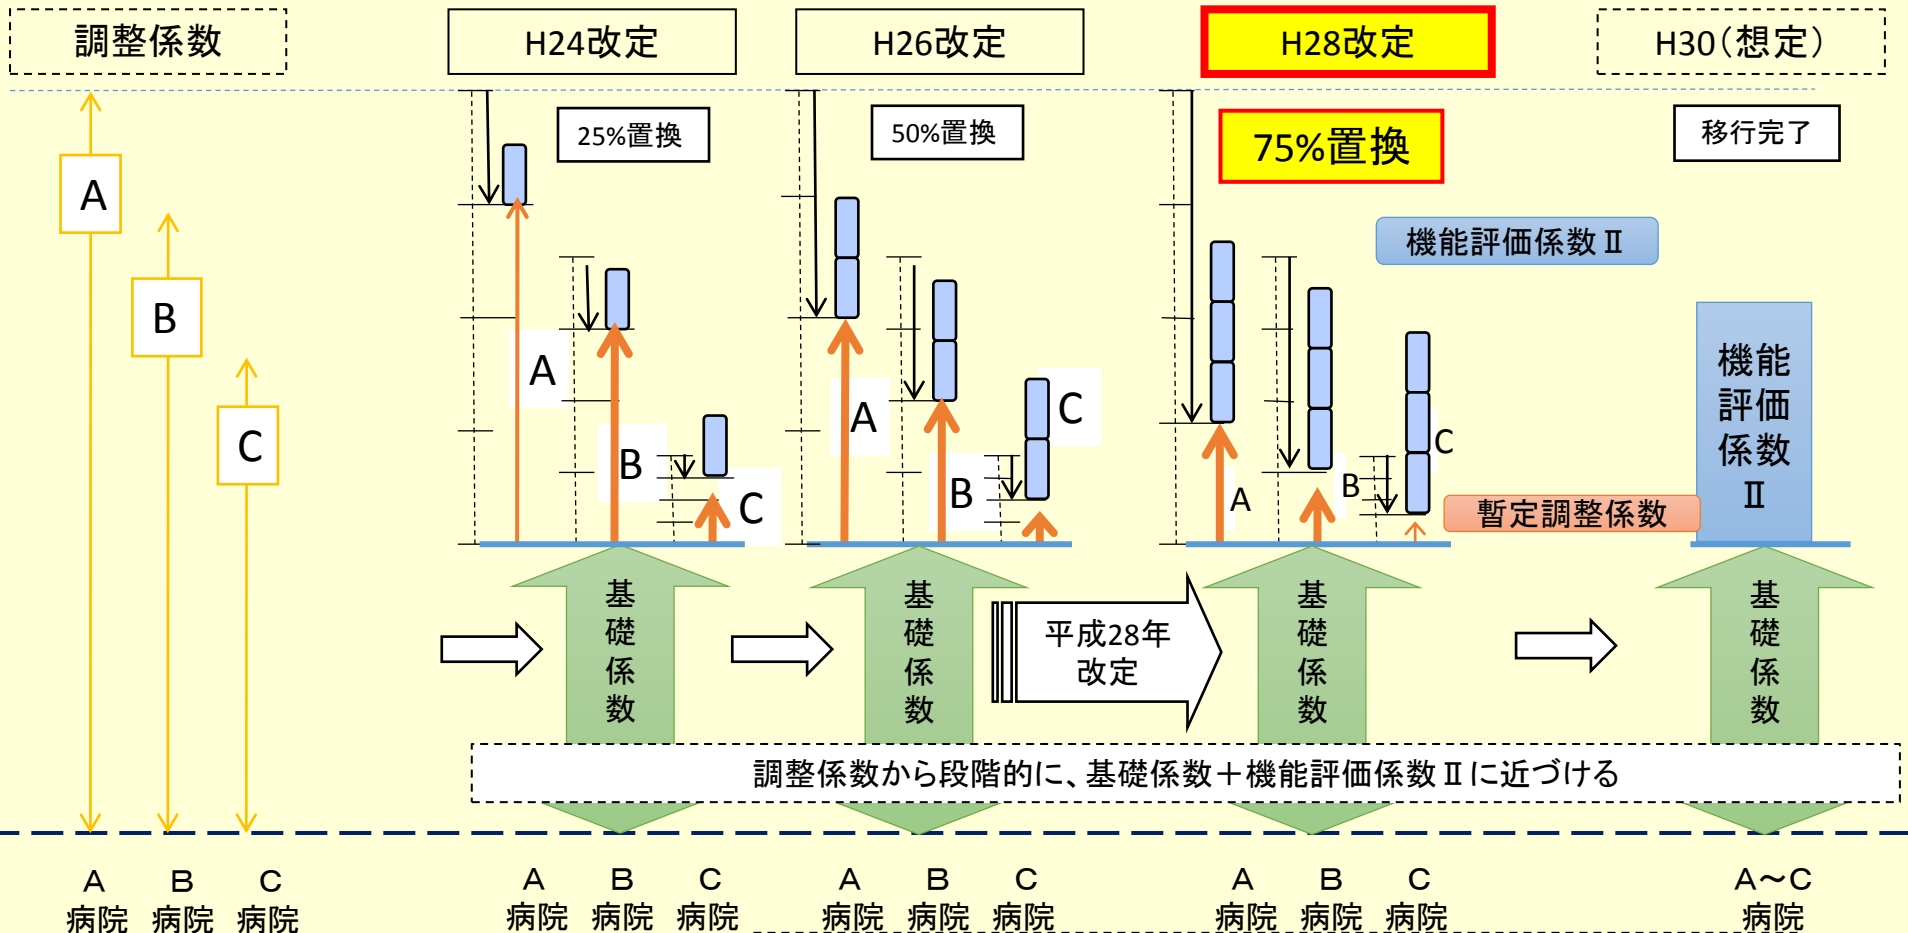 調整係数
H24改定
H26改定
H28改定
H30（想定）
25%置換
50%置換
75%置換
移行完了
A
B
C
A
B
C
A
B
C
A
B
C
機能評価係数Ⅱ
暫定調整係数
機能
評価
係数
Ⅱ
基
礎
係
数
基
礎
係
数
平成28年
改定
基
礎
係
数
基
礎
係
数
調整係数から段階的に、基礎係数＋機能評価係数Ⅱに近づける
A B C
病院 病院 病院
A B C
病院 病院 病院
A B C
病院 病院 病院
A B C
病院 病院 病院
A～C
病院